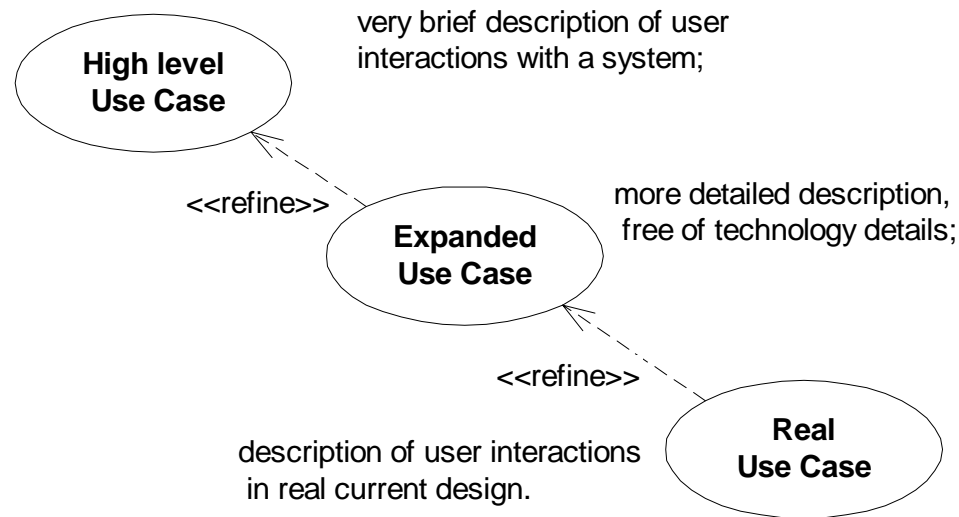 very brief description of user
interactions with a system;
High level
Use Case
<<refine>>
more detailed description,
free of technology details;
Expanded
Use Case
<<refine>>
description of user interactions
in real current design.
Real
Use Case